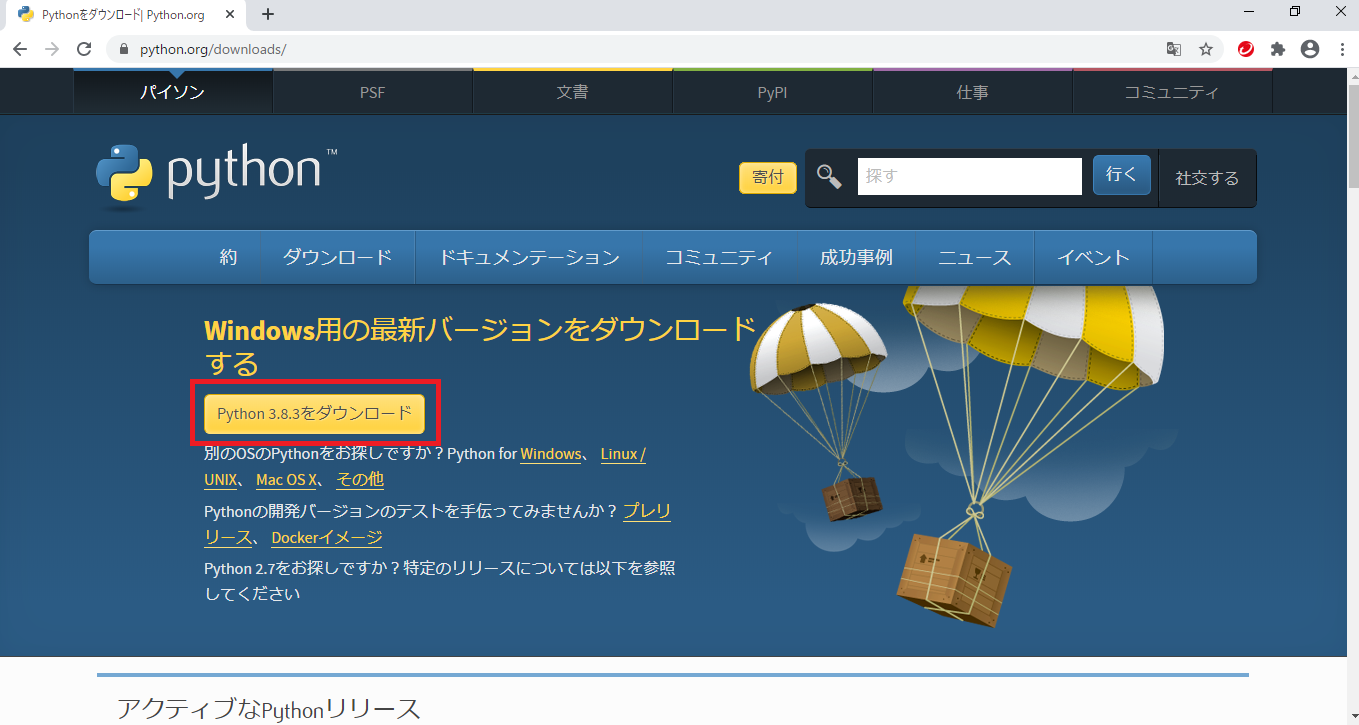 Pythonをダウンロード| Python.org
python.org/downloads/
パイソン
PSF
文書
PyPI
仕事
コミュニティ
python™
寄付
探す
行く
社交する
約
ダウンロード
ドキュメンテーション
コミュニティ
成功事例
ニュース
イベント
Windows用の最新バージョンをダウンロード
する
Python 3.8.3をダウンロード
別のOSのPythonをお探しですか？Python for Windows、 Linux /
UNIX、 Mac OS X、 その他
Pythonの開発バージョンのテストを手伝ってみませんか？ プレリ
リース、 Dockerイメージ
Python 2.7をお探しですか？特定のリリースについては以下を参照
してください
アクティブなPythonリリース